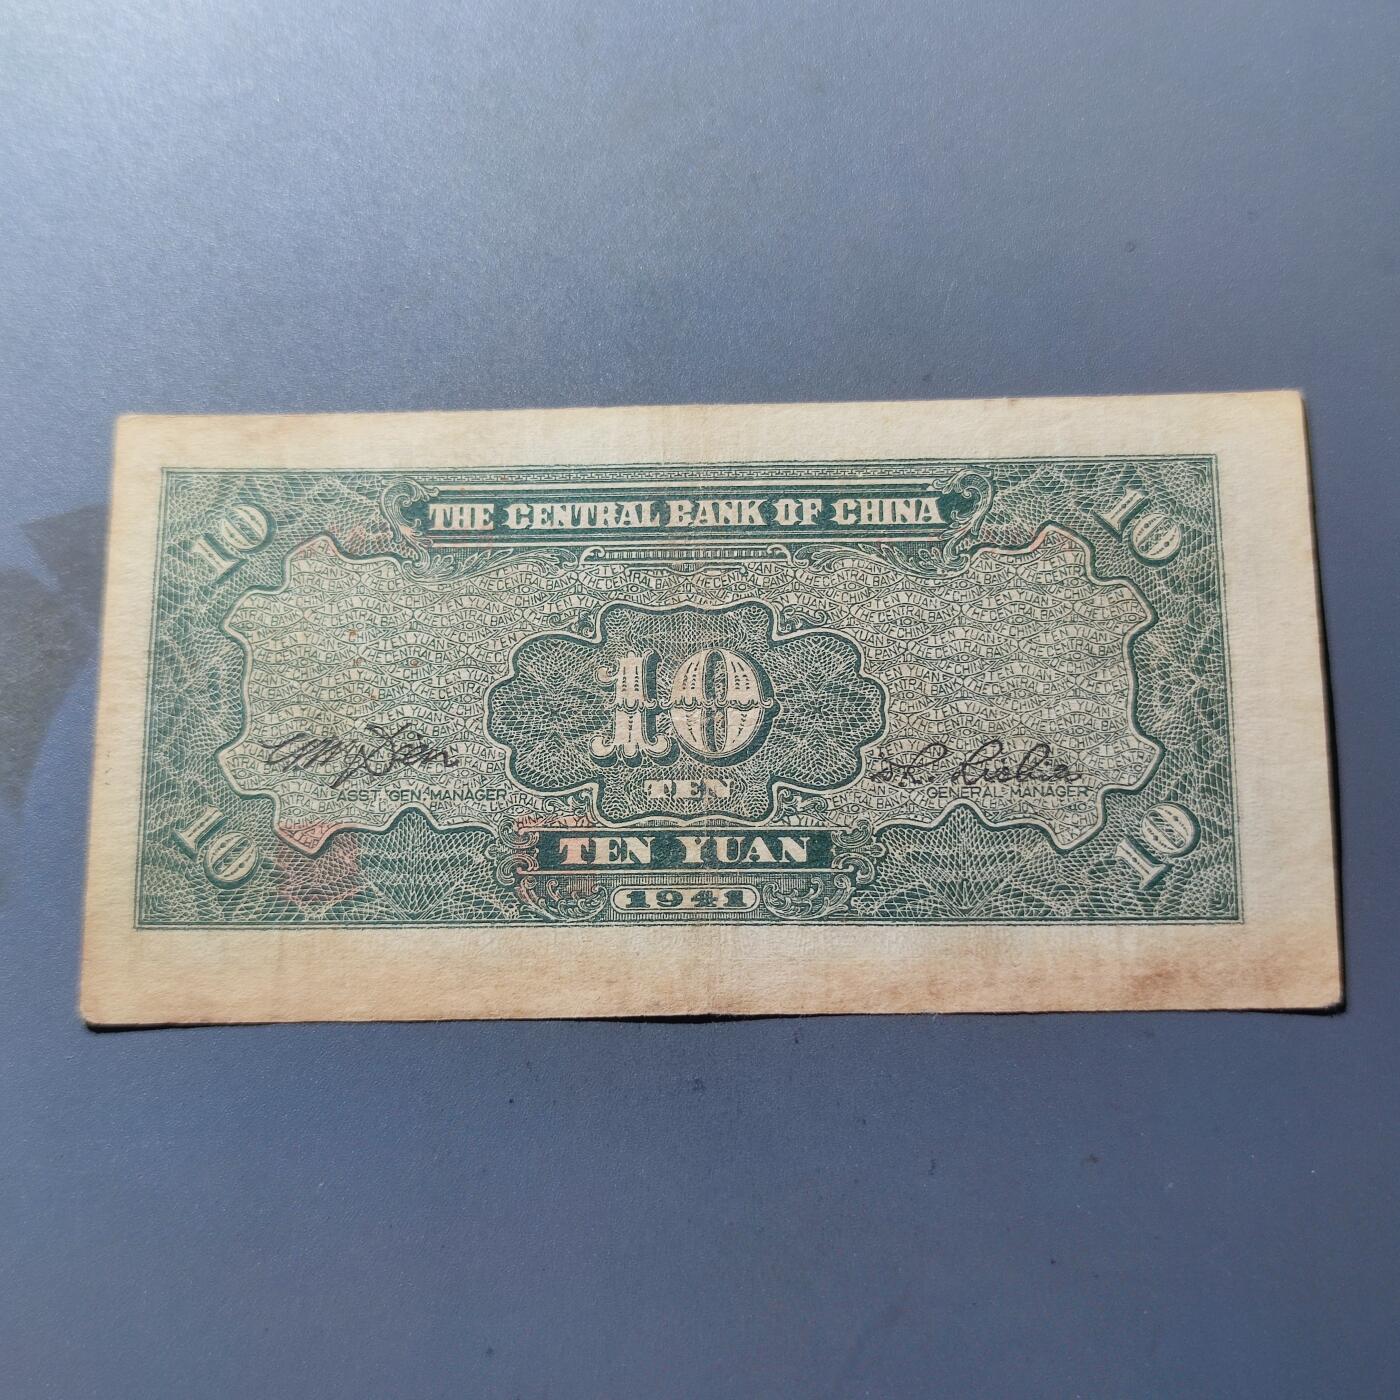 10 10
THE CENTRAL BANK OF CHINA
10
TEN
ASST. GEN. MANAGER
GENERAL MANAGER
10 10
TEN YUAN
1941